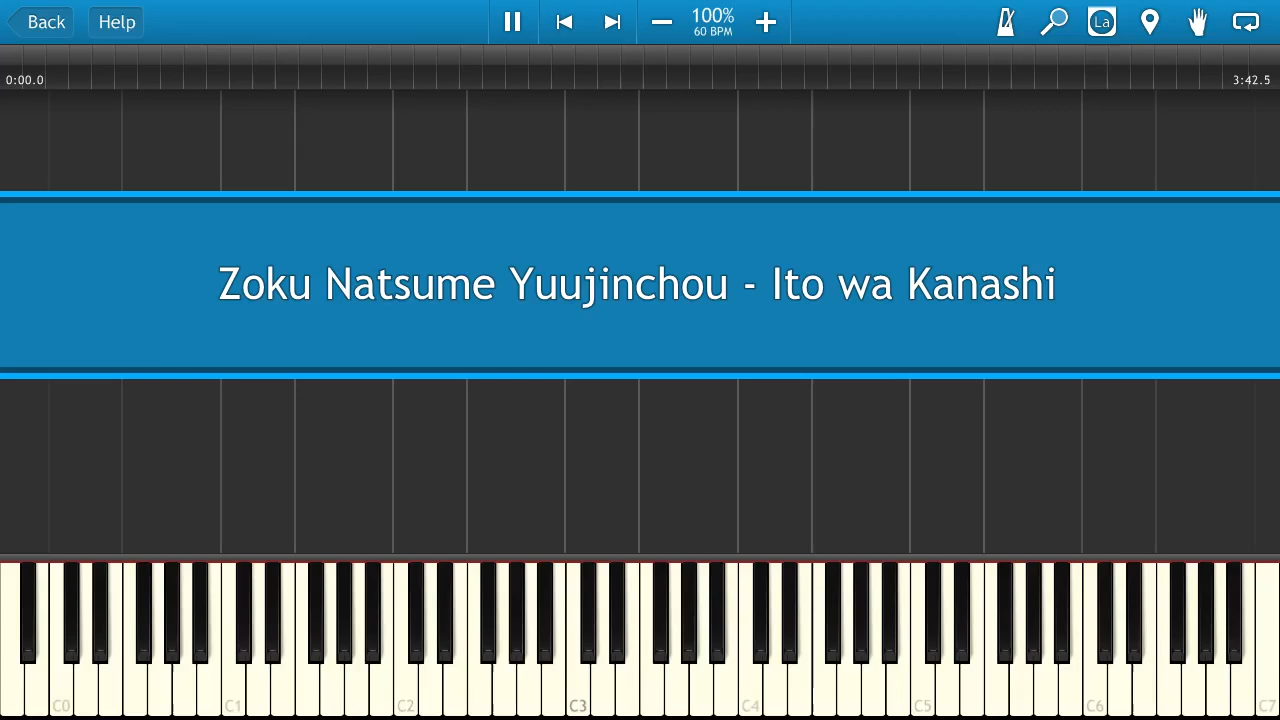 Back Help 100% La
60 BPM
0:00.0 3:42.5
Zoku Natsume Yuujinchou - Ito wa Kanashi
C0 C1 C2 C3 C4 C5 C6 C7